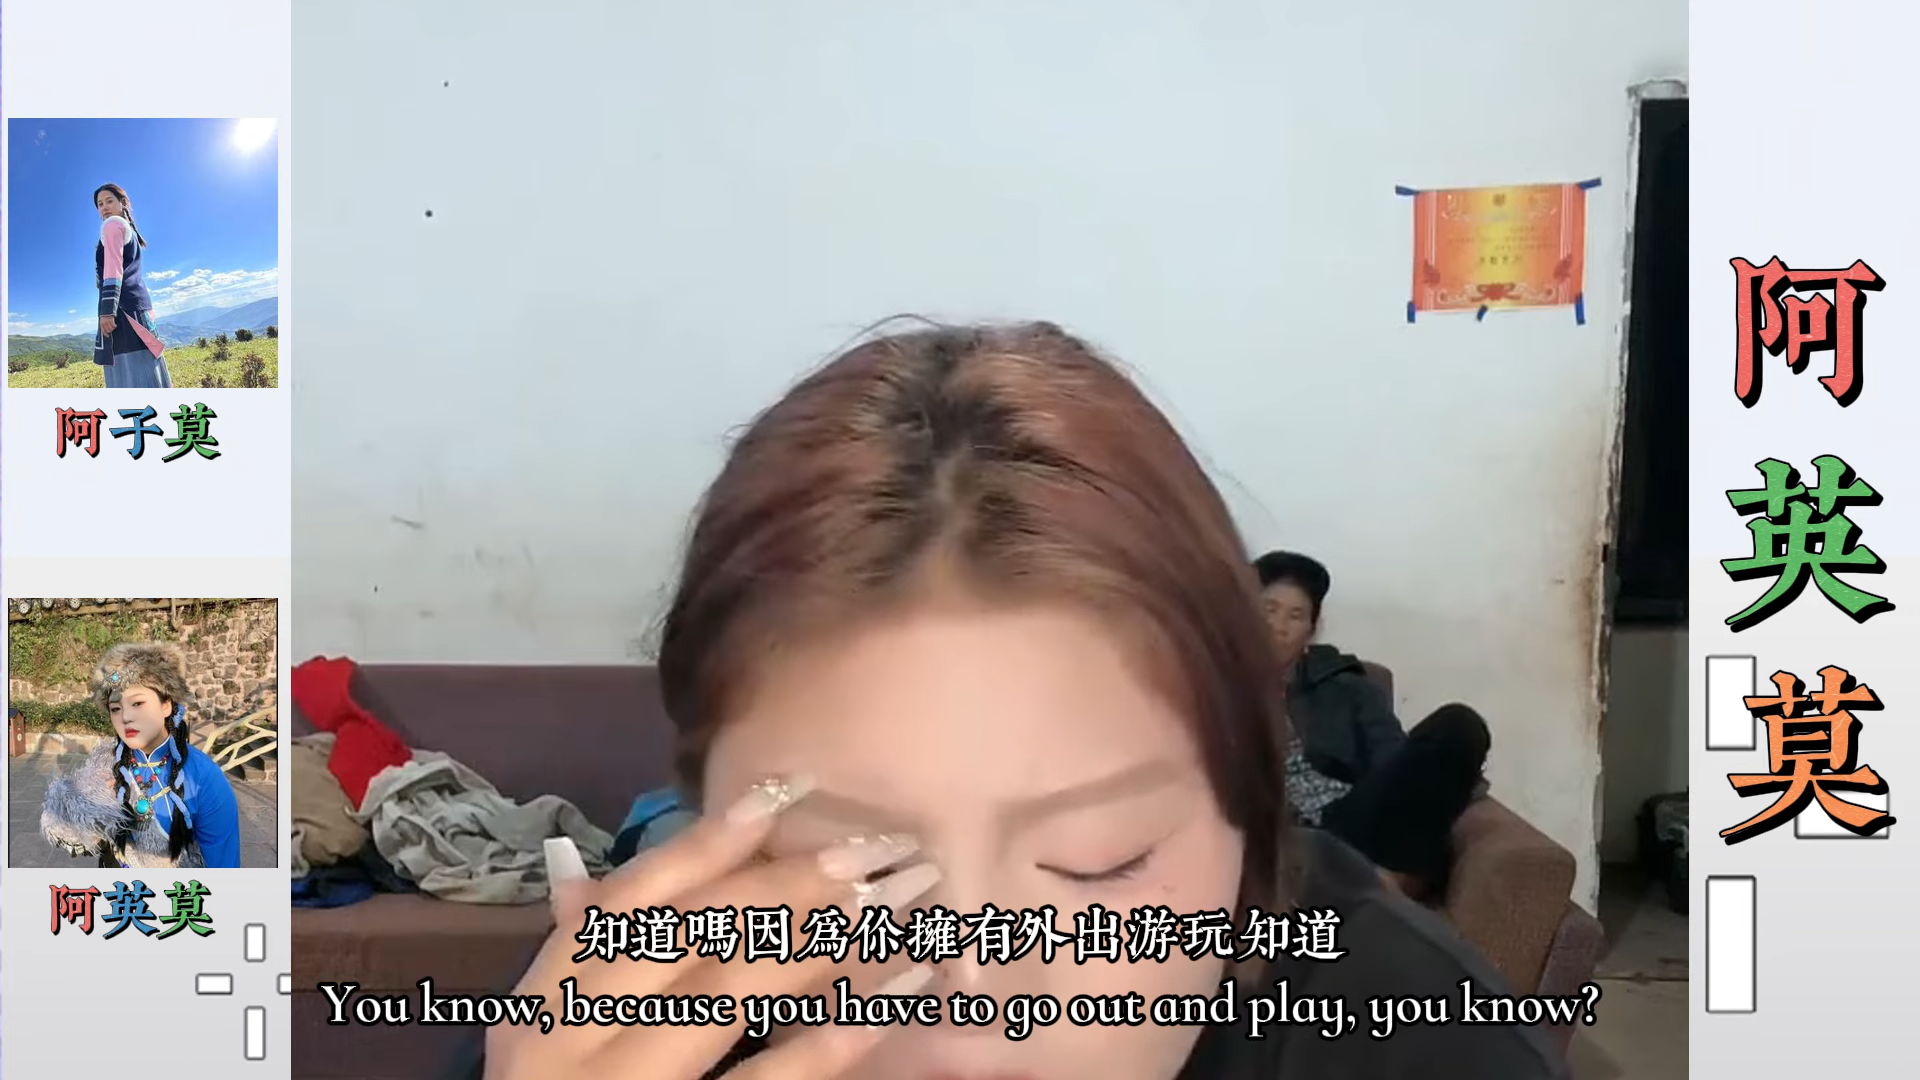 阿子莫
阿英莫
知道嗎因爲你擁有外出游玩知道
You know, because you have to go out and play, you know?
阿英莫